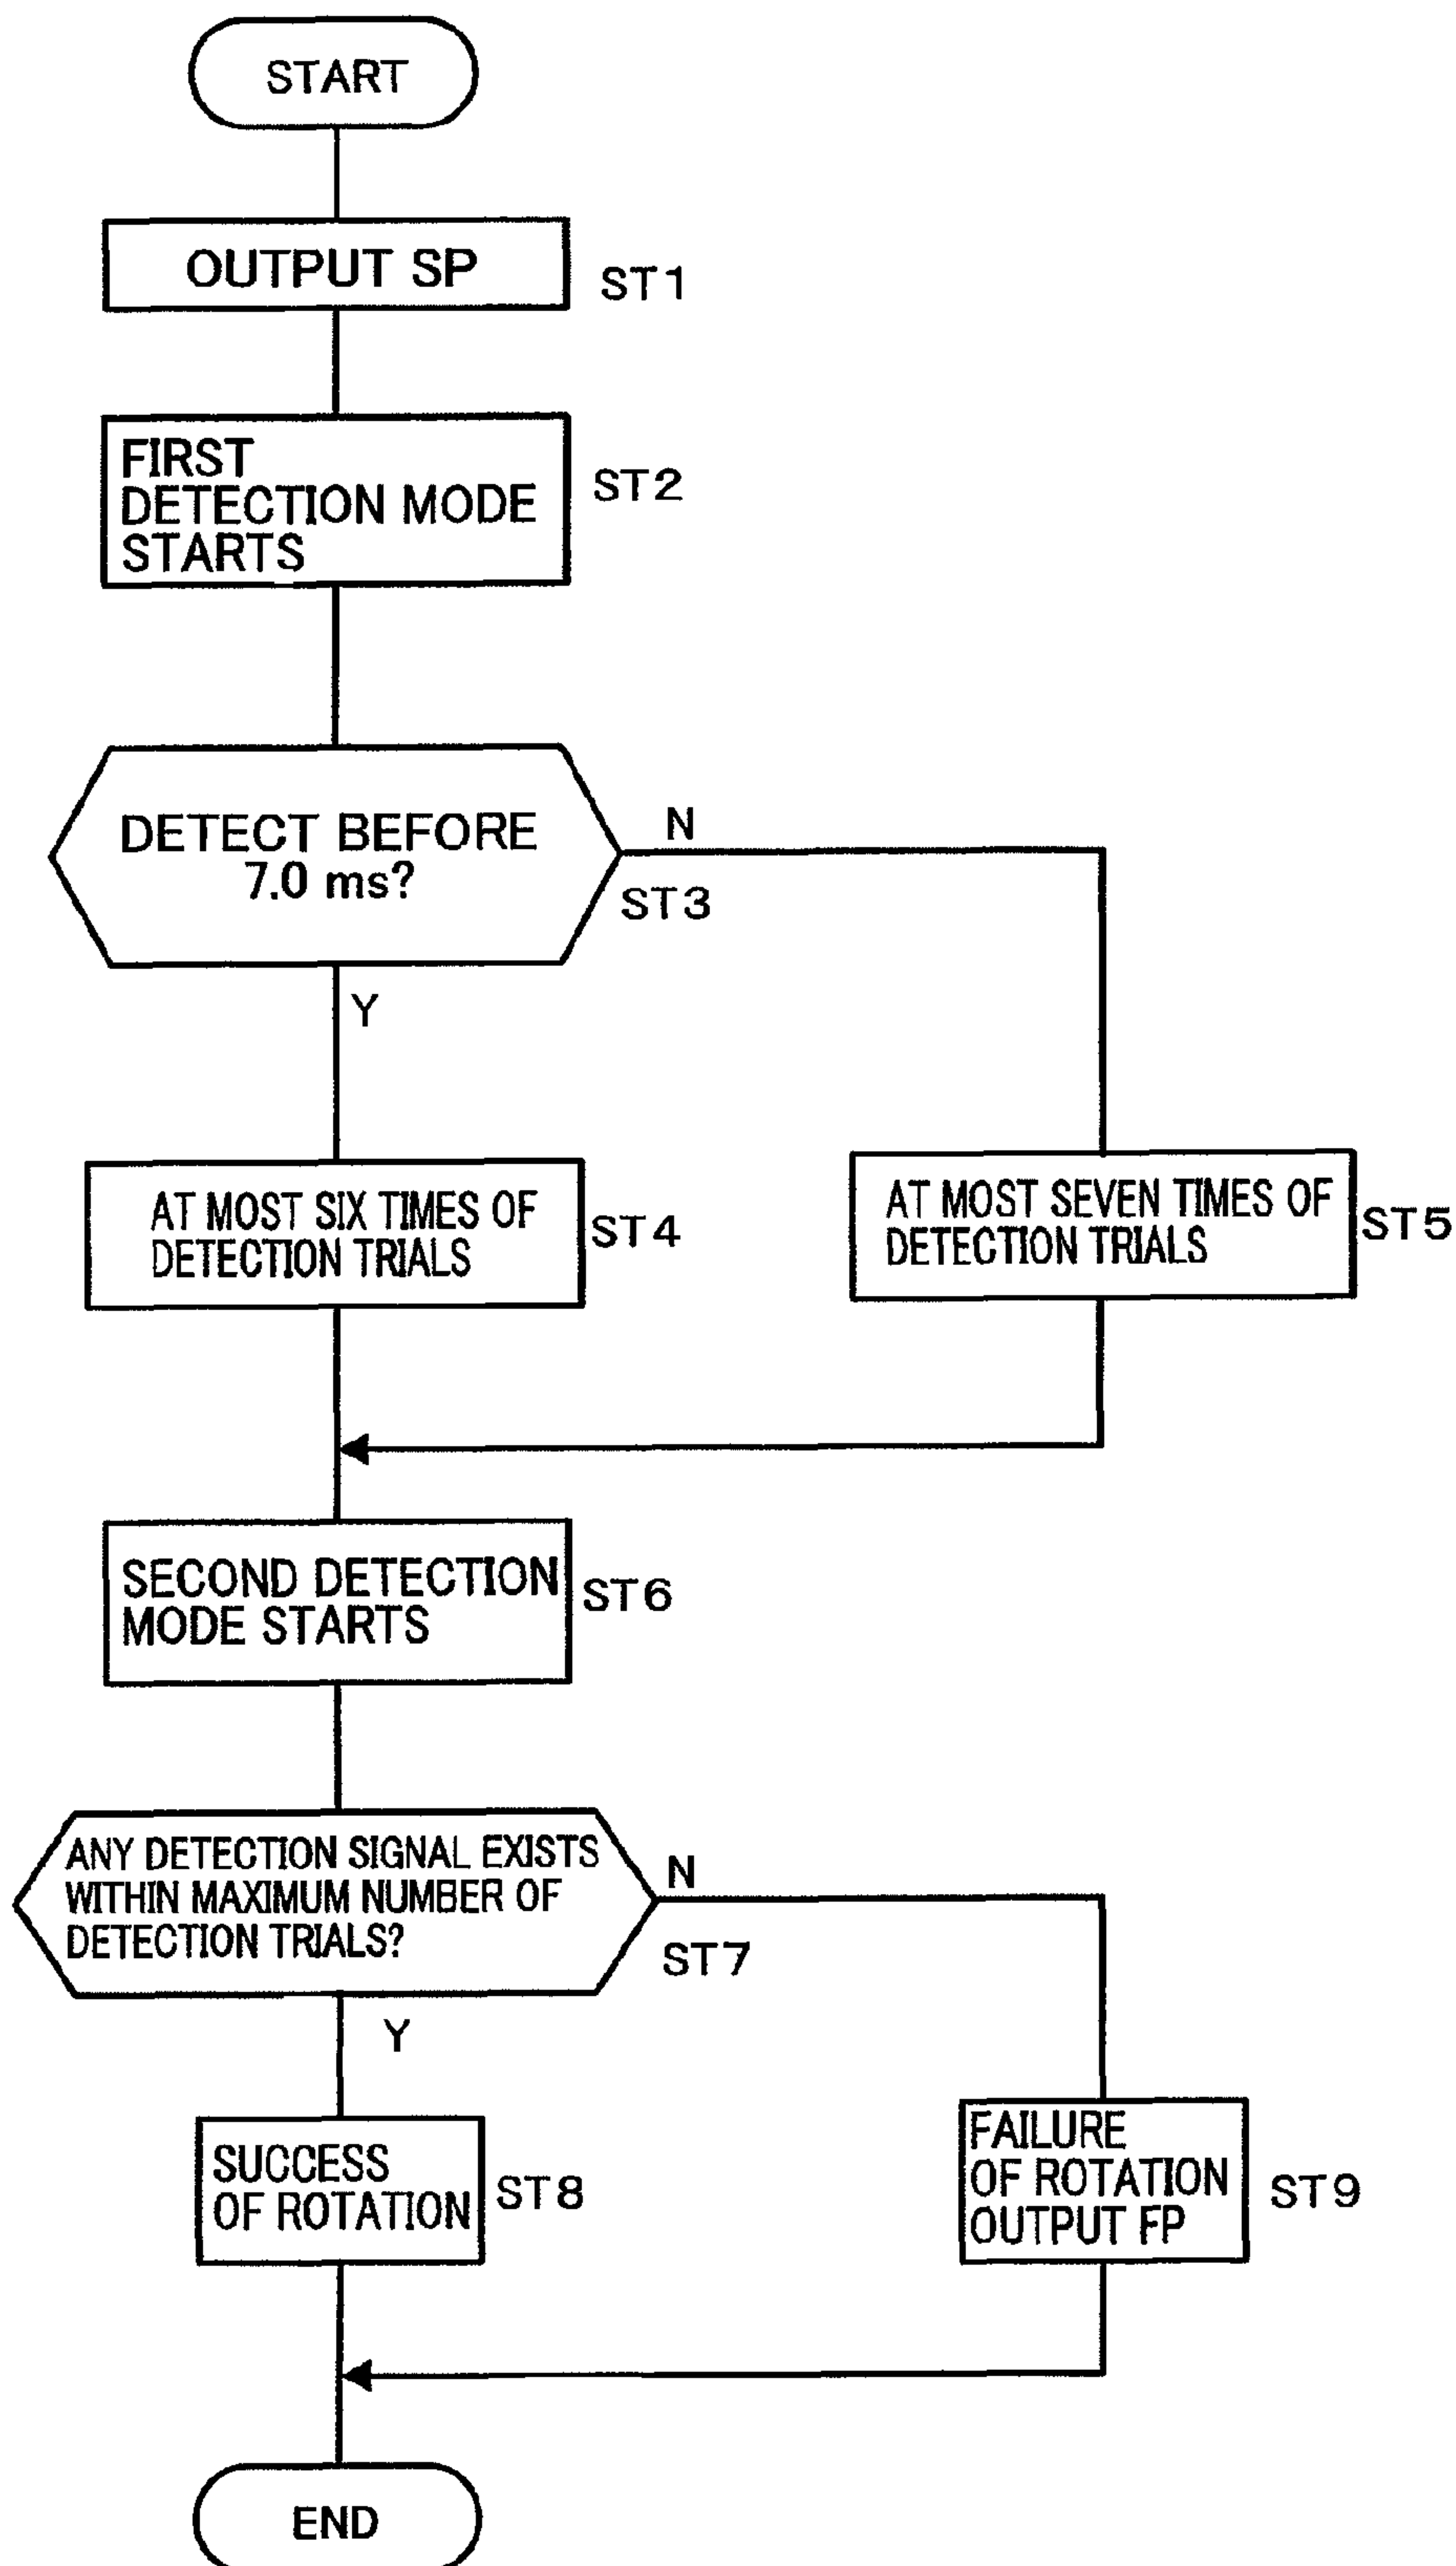 START
OUTPUT SP
ST1
FIRST
DETECTION MODE
STARTS
ST2
DETECT BEFORE
7.0 ms?
N
ST3
Y
AT MOST SIX TIMES OF
DETECTION TRIALS
ST4
AT MOST SEVEN TIMES OF
DETECTION TRIALS
ST5
SECOND DETECTION
MODE STARTS
ST6
ANY DETECTION SIGNAL EXISTS
WITHIN MAXIMUM NUMBER OF
DETECTION TRIALS?
N
ST7
Y
SUCCESS
OF ROTATION
ST8
FAILURE
OF ROTATION
OUTPUT FP
ST9
END